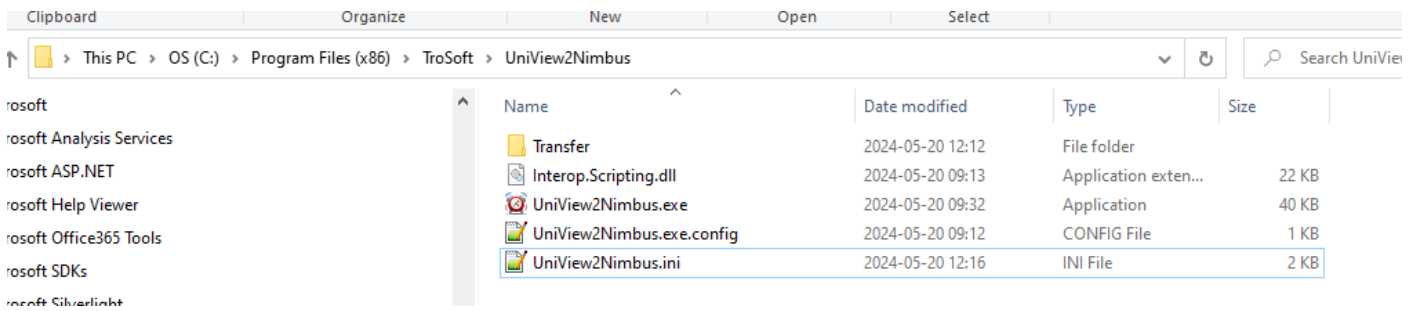 Clipboard Organize New Open Select
This PC > OS (C:) > Program Files (x86) > TroSoft > UniView2Nimbus Search UniView
Name Date modified Type Size
rosoft
rosoft Analysis Services
rosoft ASP.NET
rosoft Help Viewer
rosoft Office365 Tools
rosoft SDKs
rosoft Silverlight
Transfer 2024-05-20 12:12 File folder
Interop.Scripting.dll 2024-05-20 09:13 Application exten... 22 KB
UniView2Nimbus.exe 2024-05-20 09:32 Application 40 KB
UniView2Nimbus.exe.config 2024-05-20 09:12 CONFIG File 1 KB
UniView2Nimbus.ini 2024-05-20 12:16 INI File 2 KB